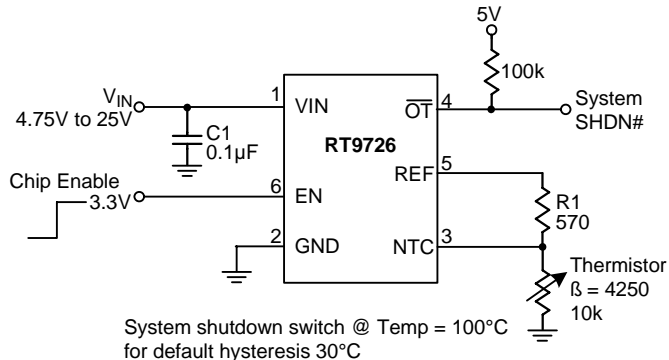 5V
100k
V_IN
4.75V to 25V
1
VIN
OT
4
System
SHDN#
C1
0.1µF
RT9726
REF
5
Chip Enable
3.3V
6
EN
R1
570
2
GND
NTC
3
Thermistor
ß = 4250
10k
System shutdown switch @ Temp = 100°C
for default hysteresis 30°C